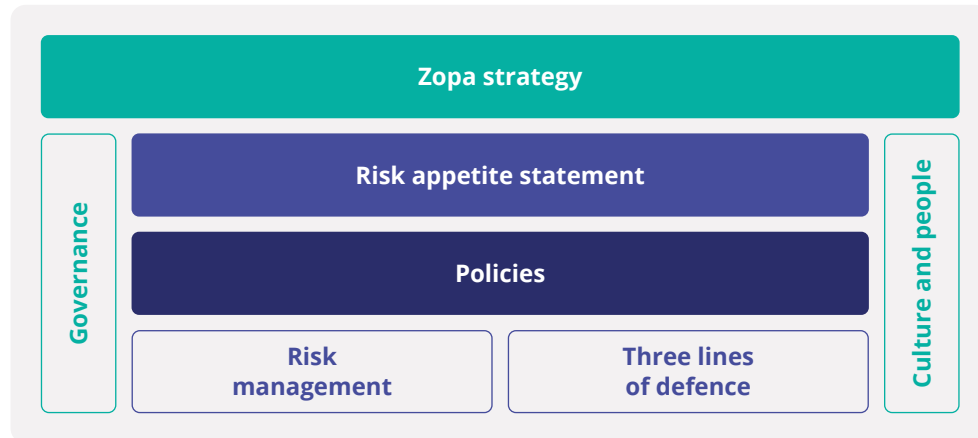 Zopa strategy
Governance
Risk appetite statement
Policies
Risk
management
Three lines
of defence
Culture and people